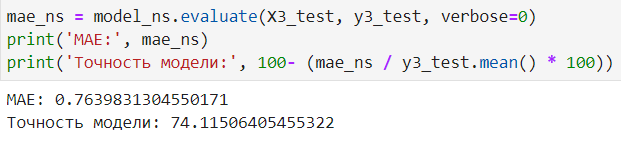 mae_ns = model_ns.evaluate(X3_test, y3_test, verbose=0)
print('MAE:', mae_ns)
print('Точность модели:', 100- (mae_ns / y3_test.mean() * 100))
MAE: 0.7639831304550171
Точность модели: 74.11506405455322